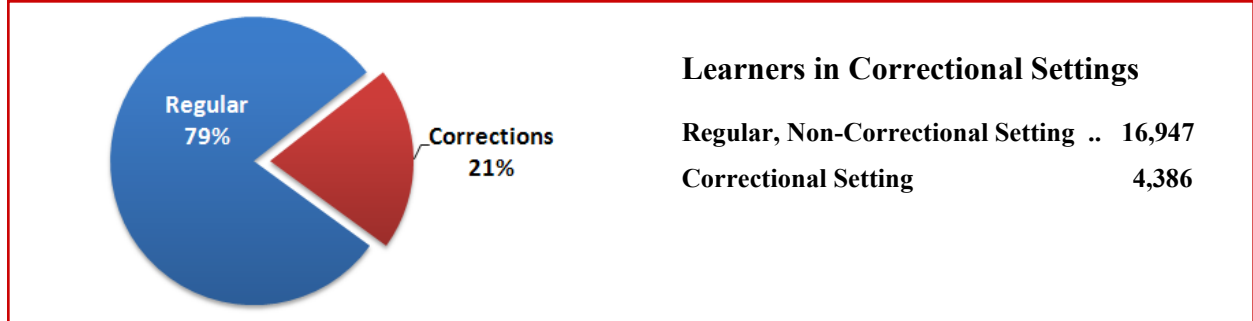 Regular
79%
Corrections
21%
Learners in Correctional Settings
Regular, Non-Correctional Setting .. 16,947
Correctional Setting 4,386